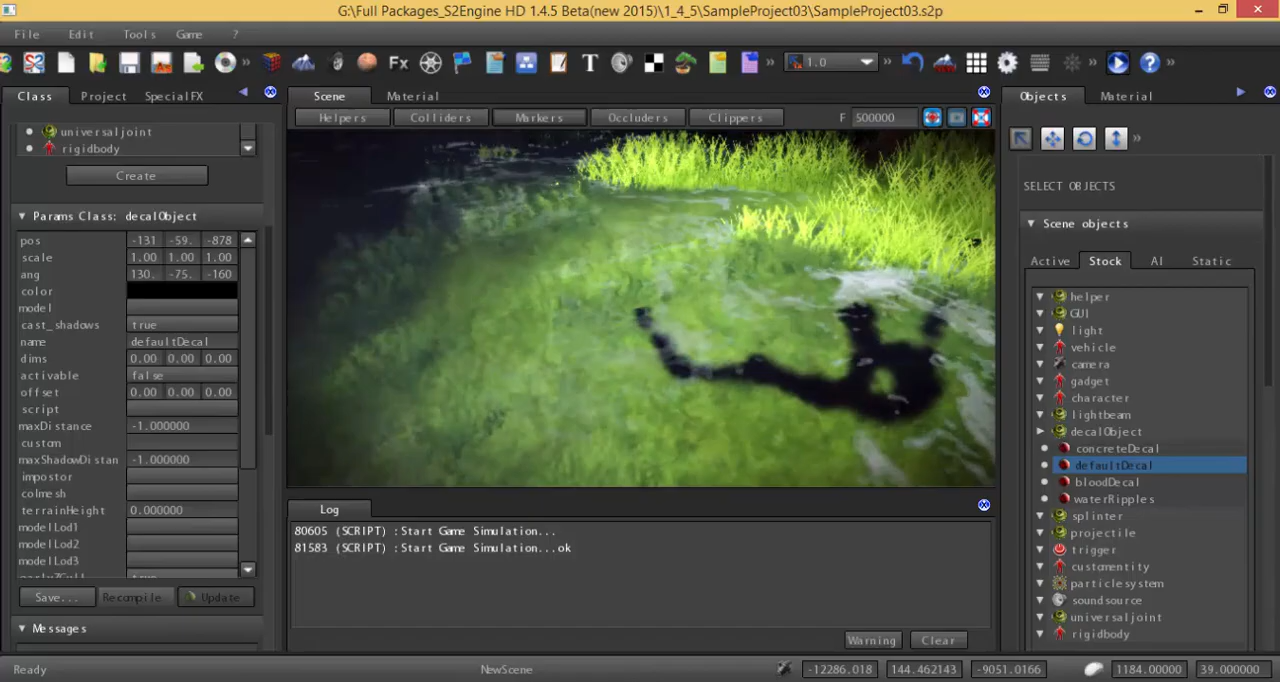 G:\Full Packages_S2Engine HD 1.4.5 Beta(new 2015)\1_4_5\SampleProject03\SampleProject03.s2p
File Edit Tools Game ?
Fx T 1.0
Class Project SpecialFX
universaljoint
rigidbody
Create
Params Class: decalObject
pos -131 -59. -878
scale 1.00 1.00 1.00
ang 130. -75. -160
color
model
cast_shadows true
name defaultDecal
dims 0.00 0.00 0.00
activable false
offset 0.00 0.00 0.00
script
maxDistance -1.000000
custom
maxShadowDistan -1.000000
impostor
colmesh
terrainHeight 0.000000
modelLod1
modelLod2
modelLod3
Save... Recompile Update
Messages
Scene Material
Helpers Colliders Markers Occluders Clippers F 500000
Log
80605 (SCRIPT) :Start Game Simulation...
81583 (SCRIPT) :Start Game Simulation...ok
Warning Clear
Objects Material
SELECT OBJECTS
Scene objects
Active Stock AI Static
helper
GUI
light
vehicle
camera
gadget
character
lightbeam
decalObject
concreteDecal
defaultDecal
bloodDecal
waterRipples
splinter
projectile
trigger
customentity
particlesystem
soundsource
universaljoint
rigidbody
Ready NewScene -12286.018 144.462143 -9051.0166 1184.00000 39.000000